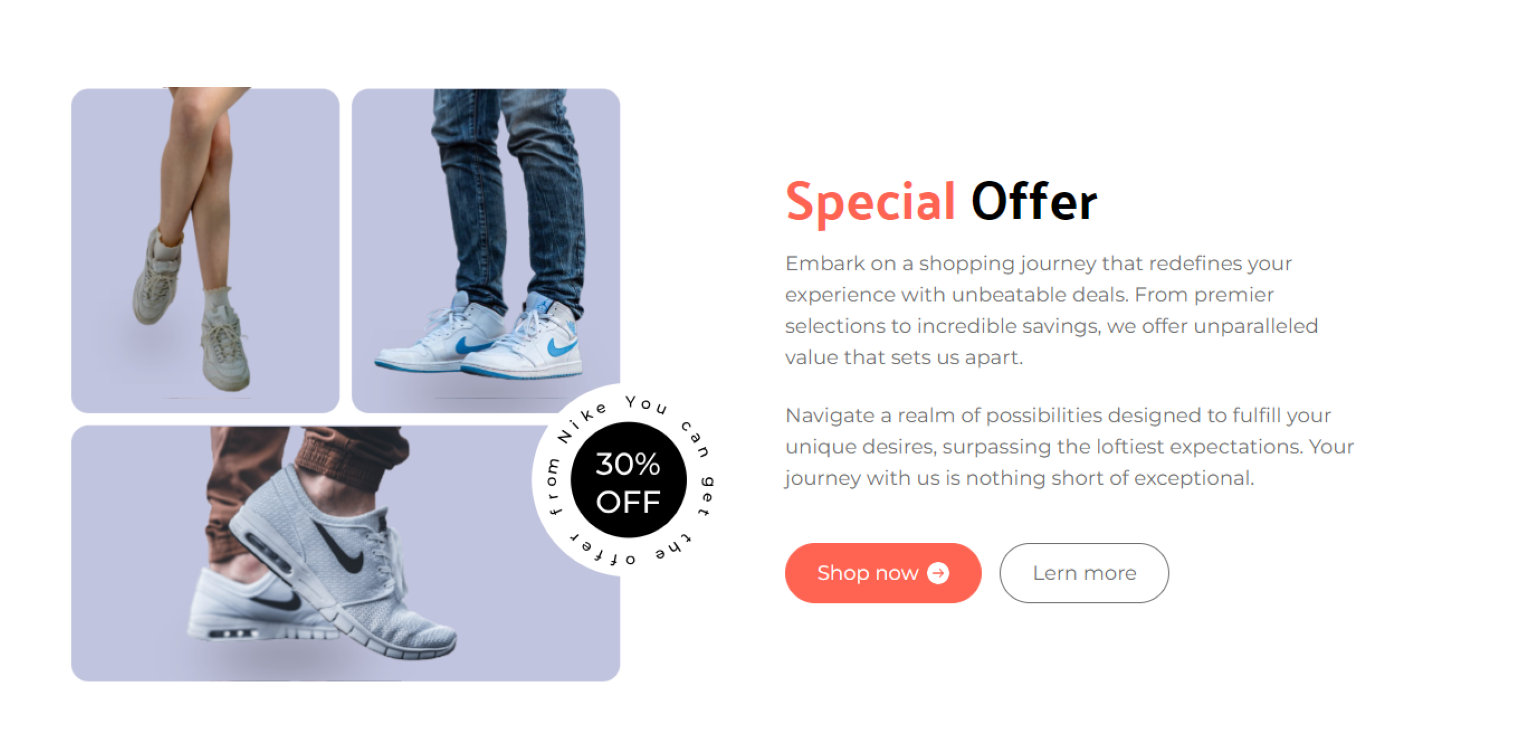 Special Offer
Embark on a shopping journey that redefines your
experience with unbeatable deals. From premier
selections to incredible savings, we offer unparalleled
value that sets us apart.
Navigate a realm of possibilities designed to fulfill your
unique desires, surpassing the loftiest expectations. Your
journey with us is nothing short of exceptional.
Shop now
Lern more
You can get the offer from Nike
30%
OFF